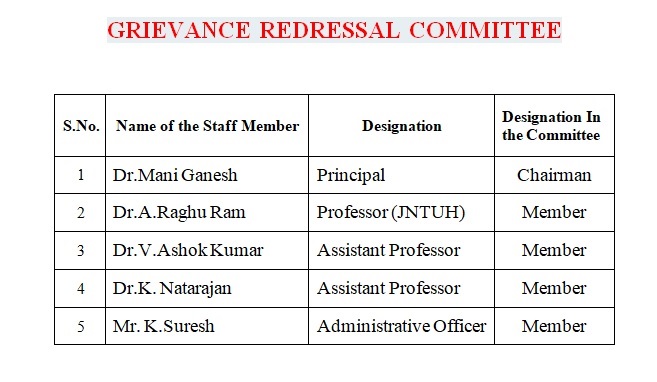 GRIEVANCE REDRESSAL COMMITTEE
S.No. Name of the Staff Member Designation Designation In the Committee
1 Dr.Mani Ganesh Principal Chairman
2 Dr.A.Raghu Ram Professor (JNTUH) Member
3 Dr.V.Ashok Kumar Assistant Professor Member
4 Dr.K. Natarajan Assistant Professor Member
5 Mr. K.Suresh Administrative Officer Member